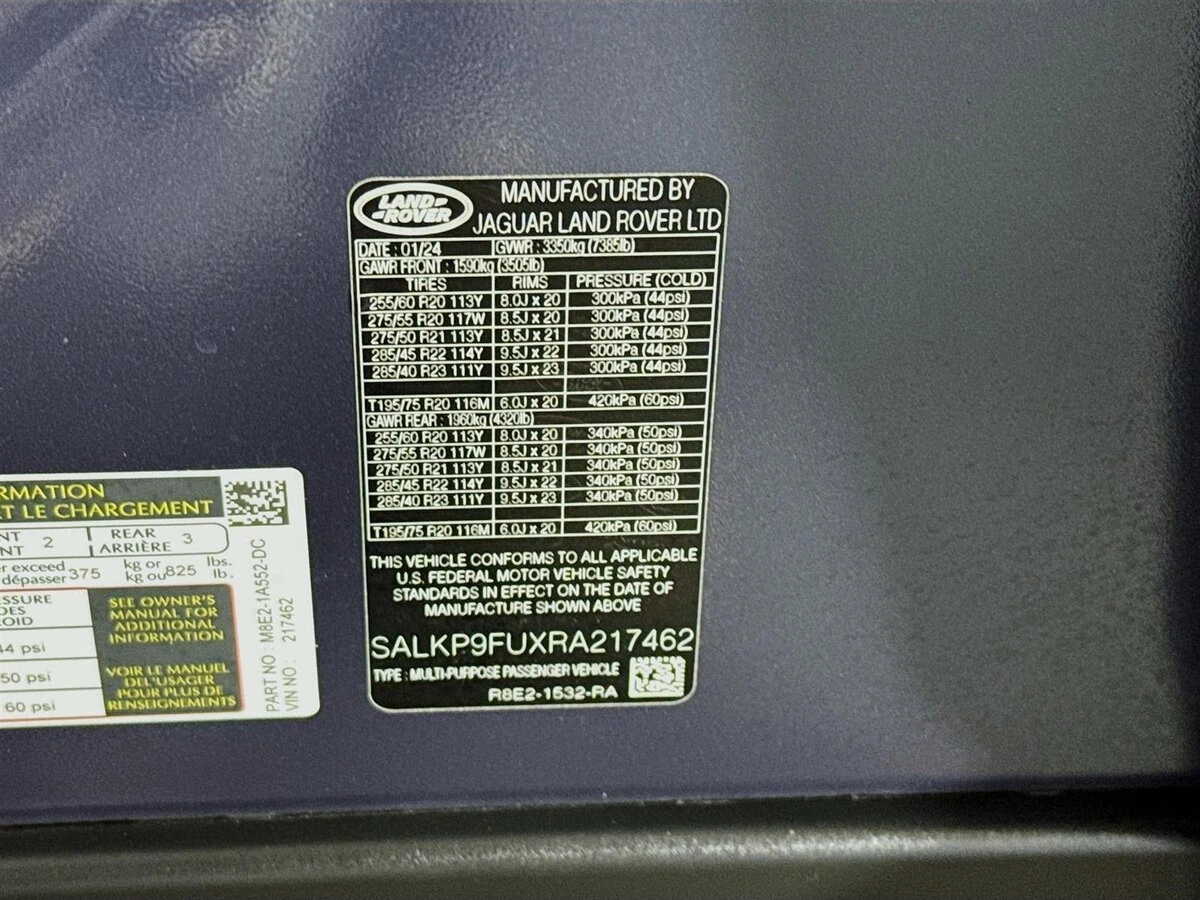 LAND ROVER
MANUFACTURED BY
JAGUAR LAND ROVER LTD
DATE : 01/24 GVWR : 3350kg (7385lb)
GAWR FRONT : 1590kg (3505lb)
TIRES RIMS PRESSURE (COLD)
255/60 R20 113Y 8.0J x 20 300kPa (44psi)
275/55 R20 117W 8.5J x 20 300kPa (44psi)
275/50 R21 113Y 8.5J x 21 300kPa (44psi)
285/45 R22 114Y 9.5J x 22 300kPa (44psi)
285/40 R23 111Y 9.5J x 23 300kPa (44psi)
T195/75 R20 116M 6.0J x 20 420kPa (60psi)
GAWR REAR : 1960kg (4320lb)
255/60 R20 113Y 8.0J x 20 340kPa (50psi)
275/55 R20 117W 8.5J x 20 340kPa (50psi)
275/50 R21 113Y 8.5J x 21 340kPa (50psi)
285/45 R22 114Y 9.5J x 22 340kPa (50psi)
285/40 R23 111Y 9.5J x 23 340kPa (50psi)
T195/75 R20 116M 6.0J x 20 420kPa (60psi)
THIS VEHICLE CONFORMS TO ALL APPLICABLE
U.S. FEDERAL MOTOR VEHICLE SAFETY
STANDARDS IN EFFECT ON THE DATE OF
MANUFACTURE SHOWN ABOVE
SALKP9FUXRA217462
TYPE : MULTI-PURPOSE PASSENGER VEHICLE
R8E2-1532-RA
RMATION
ET LE CHARGEMENT
NT 2 REAR 3
NT ARRIÈRE
er exceed 375 kg or 825 lbs.
dépasser kg ou lb.
ESSURE
DES
ROID
44 psi
50 psi
60 psi
SEE OWNER'S
MANUAL FOR
ADDITIONAL
INFORMATION
VOIR LE MANUEL
DE L'USAGER
POUR PLUS DE
RENSEIGNEMENTS
PART NO : M8E2-1A552-DC
VIN NO : 217462